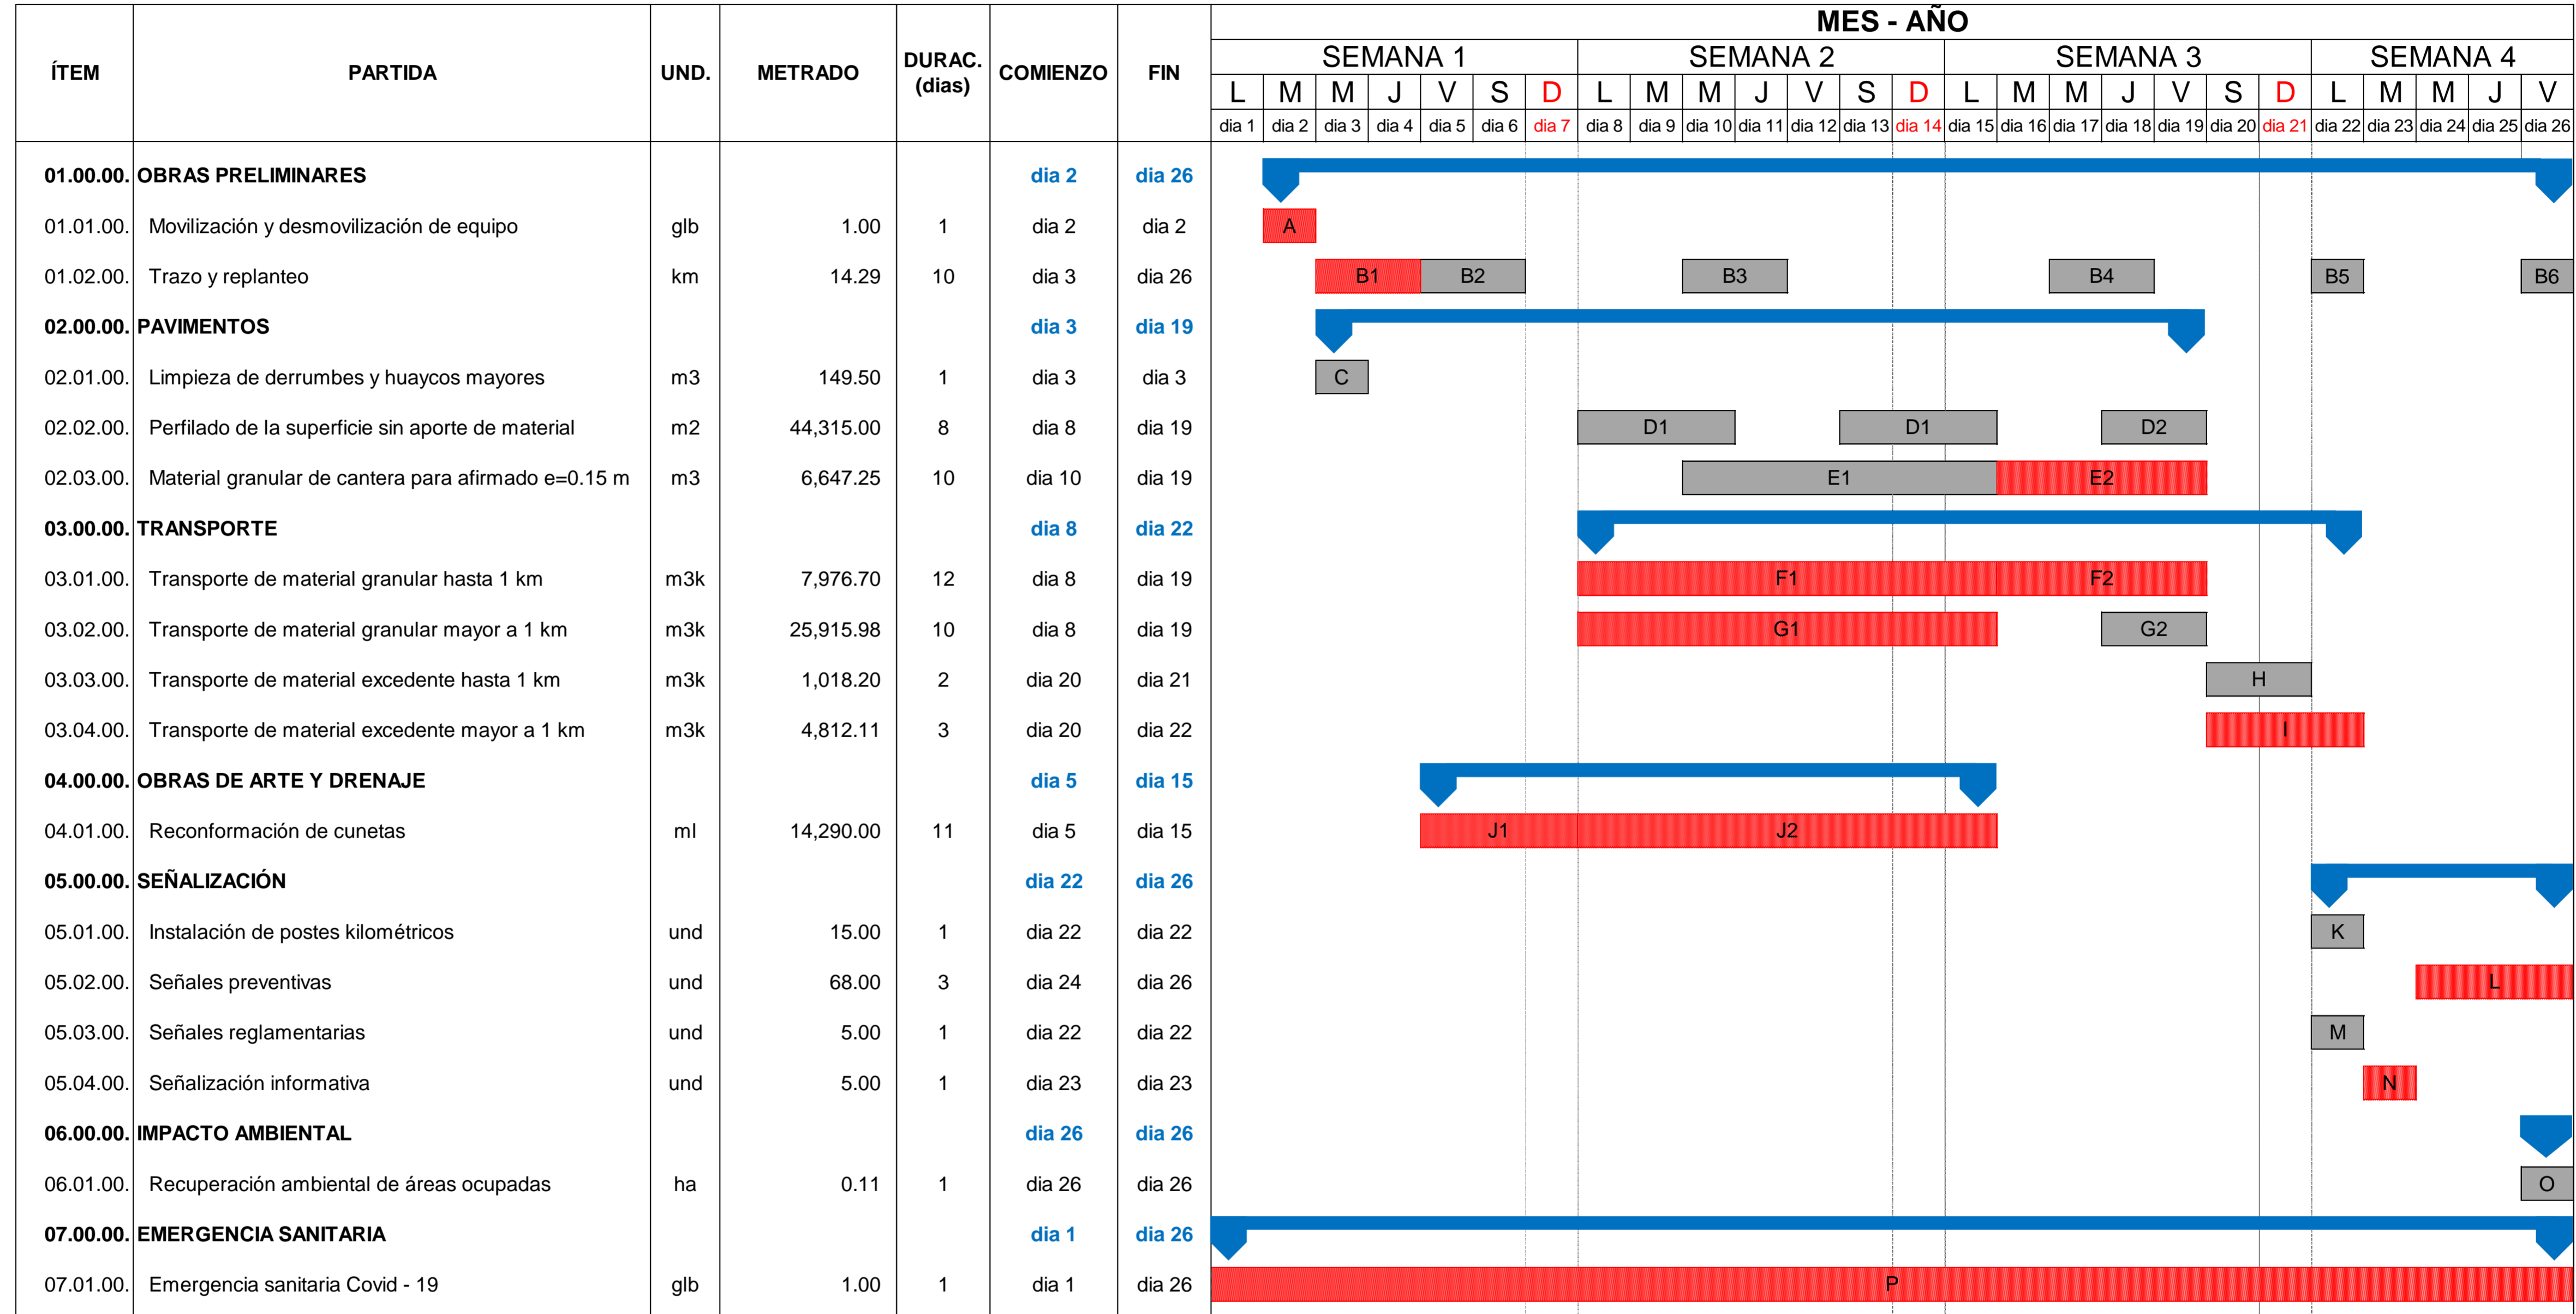 MES - AÑO
ÍTEM PARTIDA UND. METRADO DURAC. (dias) COMIENZO FIN SEMANA 1 SEMANA 2 SEMANA 3 SEMANA 4
L M M J V S D L M M J V S D L M M J V S D L M M J V
dia 1 dia 2 dia 3 dia 4 dia 5 dia 6 dia 7 dia 8 dia 9 dia 10 dia 11 dia 12 dia 13 dia 14 dia 15 dia 16 dia 17 dia 18 dia 19 dia 20 dia 21 dia 22 dia 23 dia 24 dia 25 dia 26
01.00.00. OBRAS PRELIMINARES dia 2 dia 26
01.01.00. Movilización y desmovilización de equipo glb 1.00 1 dia 2 dia 2 A
01.02.00. Trazo y replanteo km 14.29 10 dia 3 dia 26 B1 B2 B3 B4 B5 B6
02.00.00. PAVIMENTOS dia 3 dia 19
02.01.00. Limpieza de derrumbes y huaycos mayores m3 149.50 1 dia 3 dia 3 C
02.02.00. Perfilado de la superficie sin aporte de material m2 44,315.00 8 dia 8 dia 19 D1 D1 D2
02.03.00. Material granular de cantera para afirmado e=0.15 m m3 6,647.25 10 dia 10 dia 19 E1 E2
03.00.00. TRANSPORTE dia 8 dia 22
03.01.00. Transporte de material granular hasta 1 km m3k 7,976.70 12 dia 8 dia 19 F1 F2
03.02.00. Transporte de material granular mayor a 1 km m3k 25,915.98 10 dia 8 dia 19 G1 G2
03.03.00. Transporte de material excedente hasta 1 km m3k 1,018.20 2 dia 20 dia 21 H
03.04.00. Transporte de material excedente mayor a 1 km m3k 4,812.11 3 dia 20 dia 22 I
04.00.00. OBRAS DE ARTE Y DRENAJE dia 5 dia 15
04.01.00. Reconformación de cunetas ml 14,290.00 11 dia 5 dia 15 J1 J2
05.00.00. SEÑALIZACIÓN dia 22 dia 26
05.01.00. Instalación de postes kilométricos und 15.00 1 dia 22 dia 22 K
05.02.00. Señales preventivas und 68.00 3 dia 24 dia 26 L
05.03.00. Señales reglamentarias und 5.00 1 dia 22 dia 22 M
05.04.00. Señalización informativa und 5.00 1 dia 23 dia 23 N
06.00.00. IMPACTO AMBIENTAL dia 26 dia 26
06.01.00. Recuperación ambiental de áreas ocupadas ha 0.11 1 dia 26 dia 26 O
07.00.00. EMERGENCIA SANITARIA dia 1 dia 26
07.01.00. Emergencia sanitaria Covid - 19 glb 1.00 1 dia 1 dia 26 P